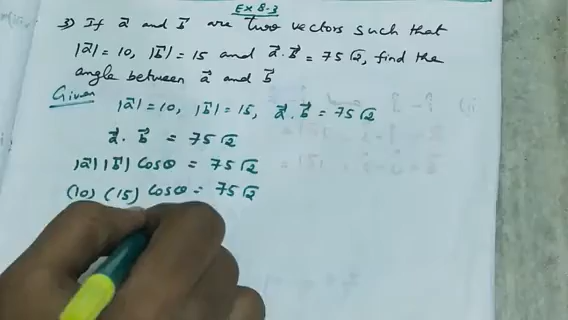 Ex 8.3
3) If a⃗ and b⃗ are two vectors such that
|a⃗| = 10, |b⃗| = 15 and a⃗ . b⃗ = 75√2, find the
angle between a⃗ and b⃗
Given
|a⃗| = 10, |b⃗| = 15, a⃗ . b⃗ = 75√2
a⃗ . b⃗ = 75√2
|a⃗| |b⃗| cosθ = 75√2
(10) (15) cosθ = 75√2